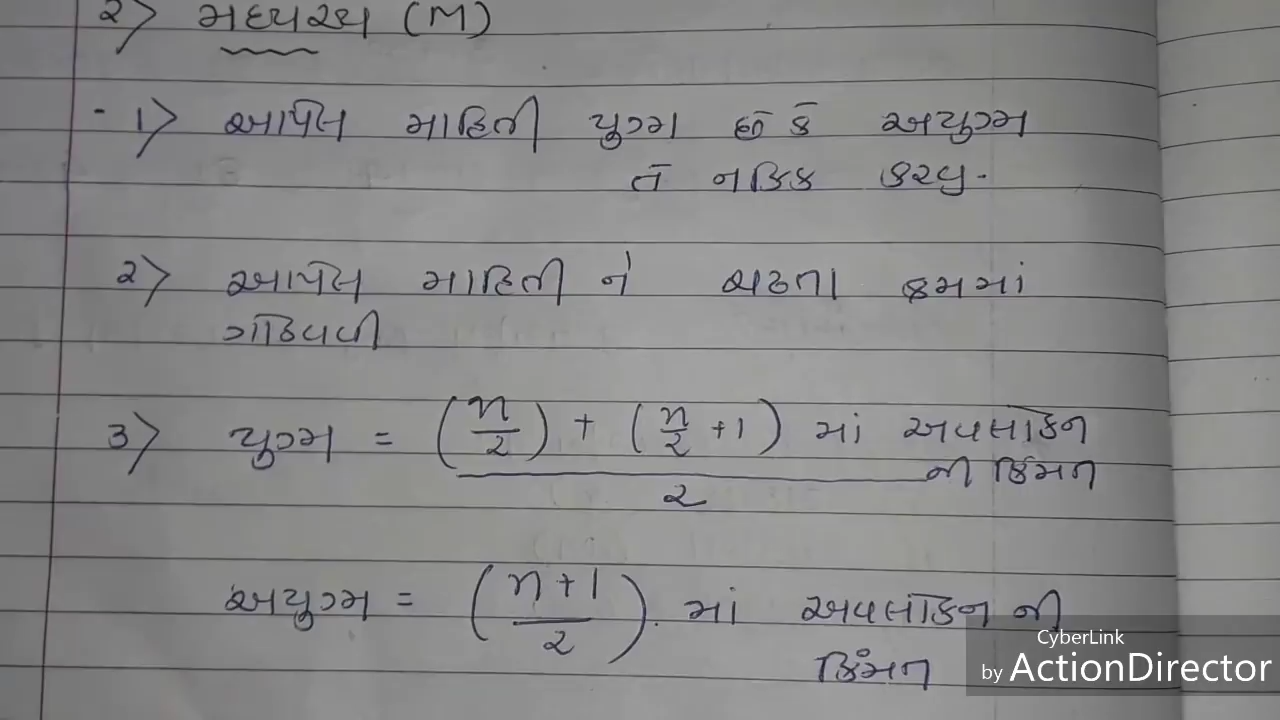 ૨> મધ્યસ્થ (M)
- 1> આપેલ માહિતી યુગ્મ છે કે અયુગ્મ
તે નક્કિ કરવુ.
૨> આપેલ માહિતી ને ચઢતા ક્રમમાં
ગોઠવવી
3> યુગ્મ = (n/2) + (n/2 +1) માં અવલોકન
ની કિંમત
2
અયુગ્મ = (n+1/2). માં અવલોકન ની
કિંમત
CyberLink
by ActionDirector